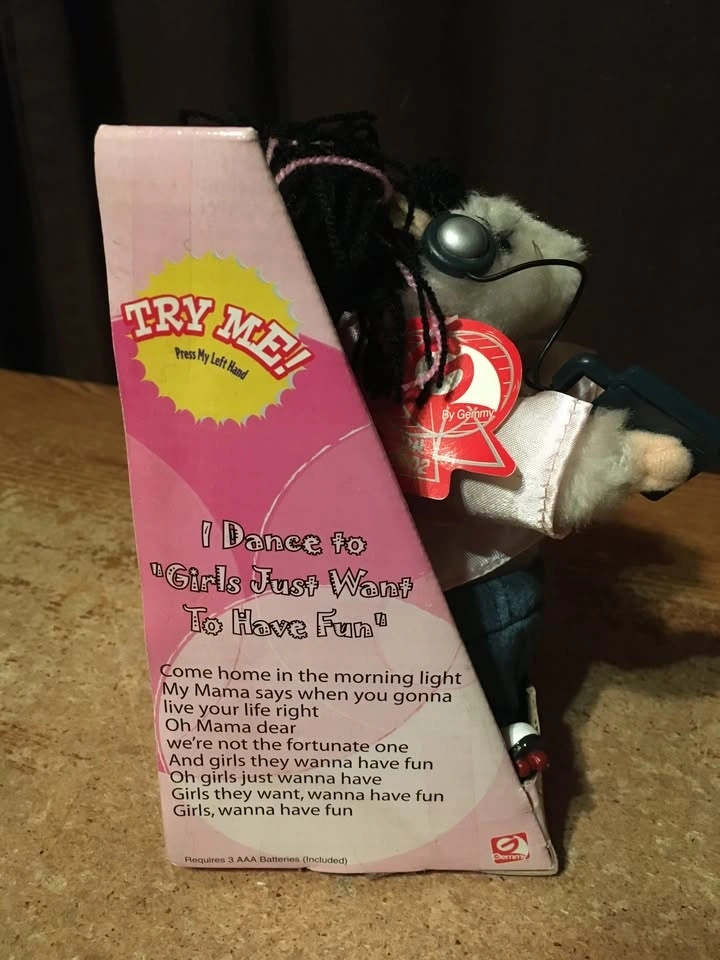 TRY ME!
Press My Left Hand
By Gemmy
I Dance to
"Girls Just Want
To Have Fun"
Come home in the morning light
My Mama says when you gonna
live your life right
Oh Mama dear
we're not the fortunate one
And girls they wanna have fun
Oh girls just wanna have
Girls they want, wanna have fun
Girls, wanna have fun
Requires 3 AAA Batteries (Included)
Gemmy